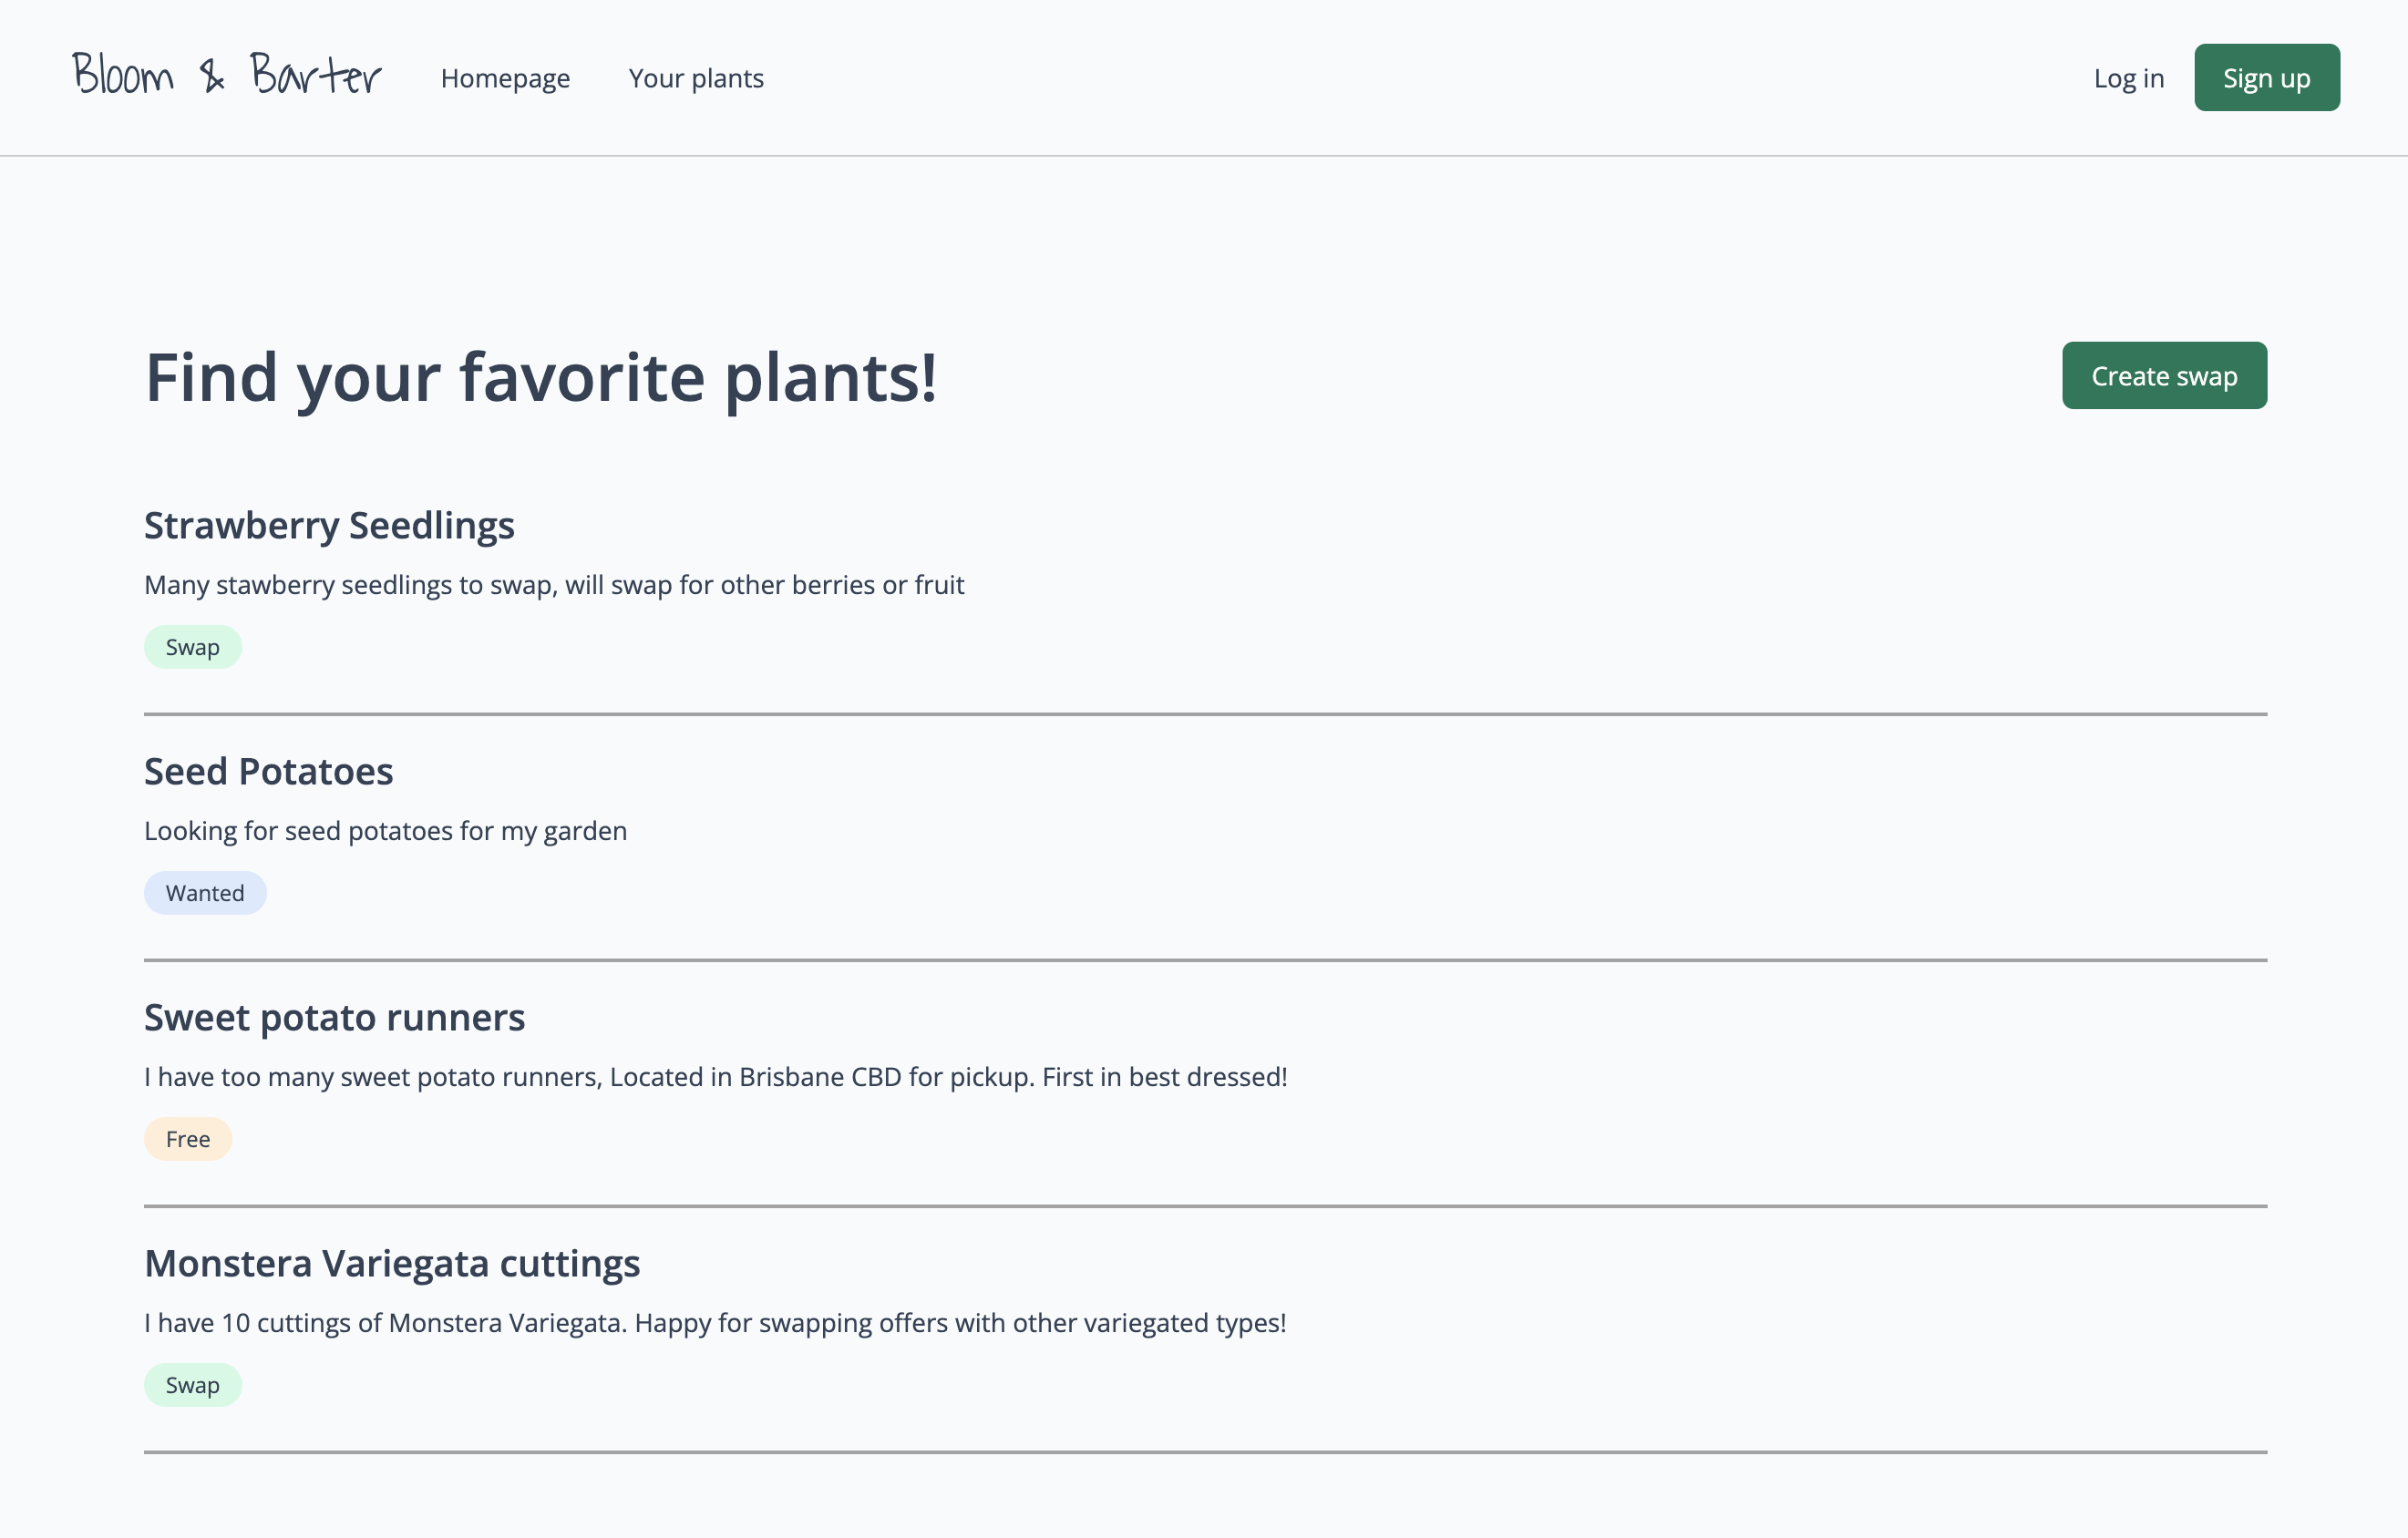 Bloom & Barter Homepage Your plants Log in Sign up
Find your favorite plants! Create swap
Strawberry Seedlings
Many stawberry seedlings to swap, will swap for other berries or fruit
Swap
Seed Potatoes
Looking for seed potatoes for my garden
Wanted
Sweet potato runners
I have too many sweet potato runners, Located in Brisbane CBD for pickup. First in best dressed!
Free
Monstera Variegata cuttings
I have 10 cuttings of Monstera Variegata. Happy for swapping offers with other variegated types!
Swap